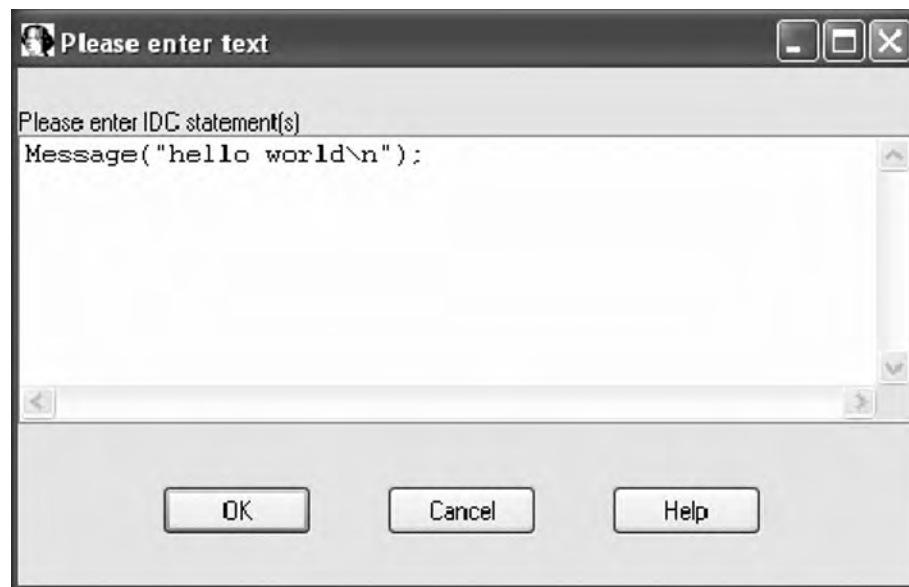 Please enter text
Please enter IDC statement(s)
Message("hello world\n");
OK
Cancel
Help